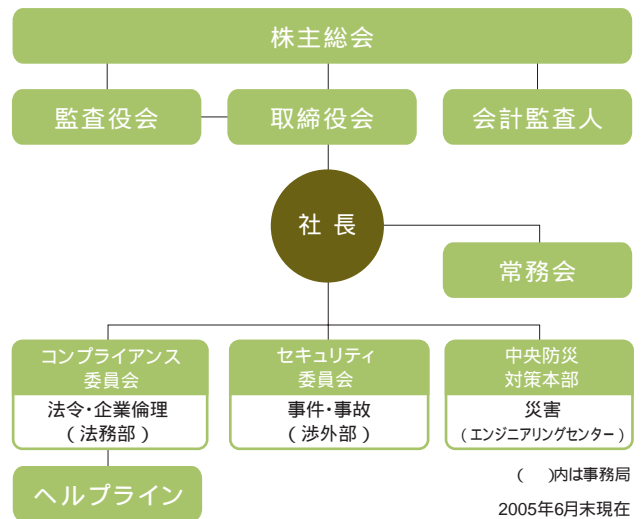 株主総会
監査役会
取締役会
会計監査人
社 長
常務会
コンプライアンス
委員会
法令・企業倫理
(法務部)
セキュリティ
委員会
事件・事故
(渉外部)
中央防災
対策本部
災害
(エンジニアリングセンター)
ヘルプライン
(　)内は事務局
2005年6月末現在